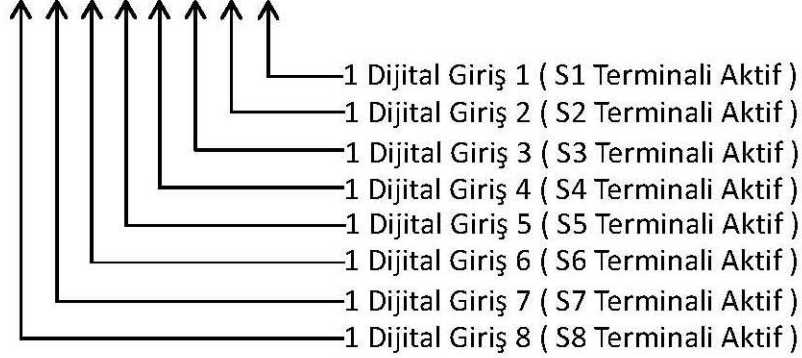 1 Dijital Giriş 1 ( S1 Terminali Aktif )
1 Dijital Giriş 2 ( S2 Terminali Aktif )
1 Dijital Giriş 3 ( S3 Terminali Aktif )
1 Dijital Giriş 4 ( S4 Terminali Aktif )
1 Dijital Giriş 5 ( S5 Terminali Aktif )
1 Dijital Giriş 6 ( S6 Terminali Aktif )
1 Dijital Giriş 7 ( S7 Terminali Aktif )
1 Dijital Giriş 8 ( S8 Terminali Aktif )